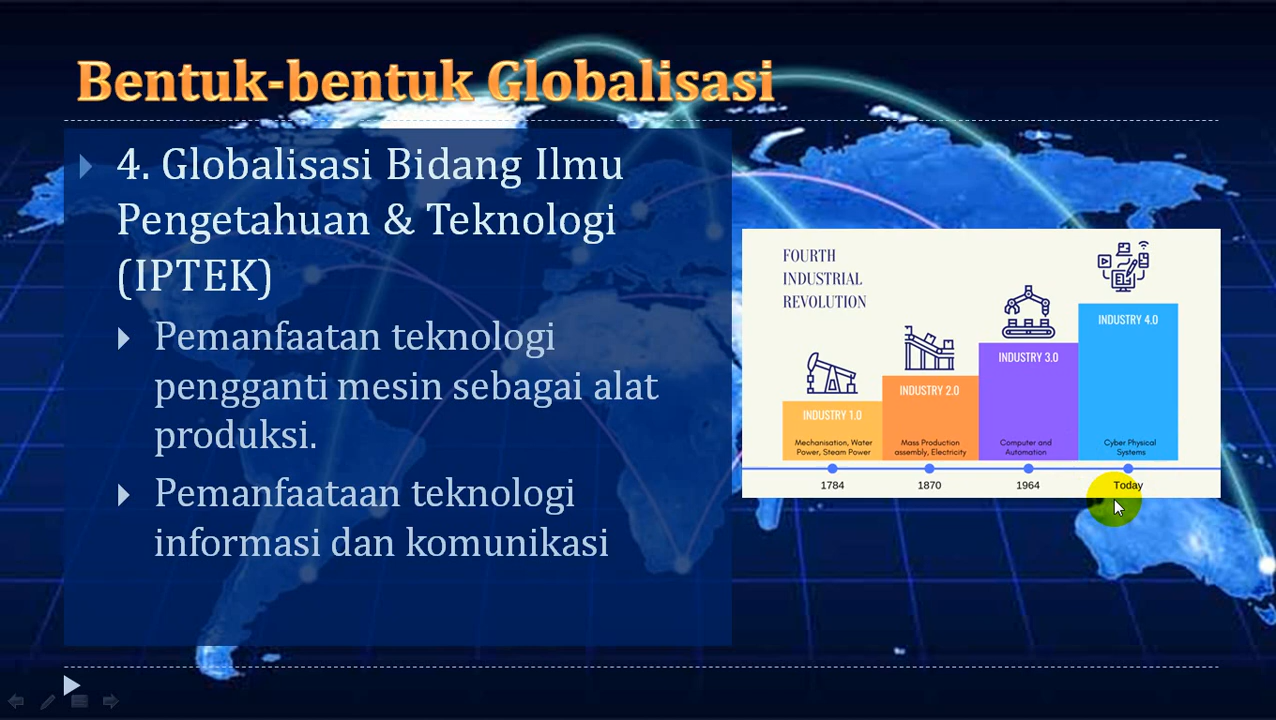 Bentuk-bentuk Globalisasi
4. Globalisasi Bidang Ilmu
Pengetahuan & Teknologi
(IPTEK)
Pemanfaatan teknologi
pengganti mesin sebagai alat
produksi.
Pemanfaataan teknologi
informasi dan komunikasi
FOURTH
INDUSTRIAL
REVOLUTION
INDUSTRY 1.0
Mechanisation, Water
Power, Steam Power
1784
INDUSTRY 2.0
Mass Production
assembly, Electricity
1870
INDUSTRY 3.0
Computer and
Automation
1964
INDUSTRY 4.0
Cyber Physical
Systems
Today